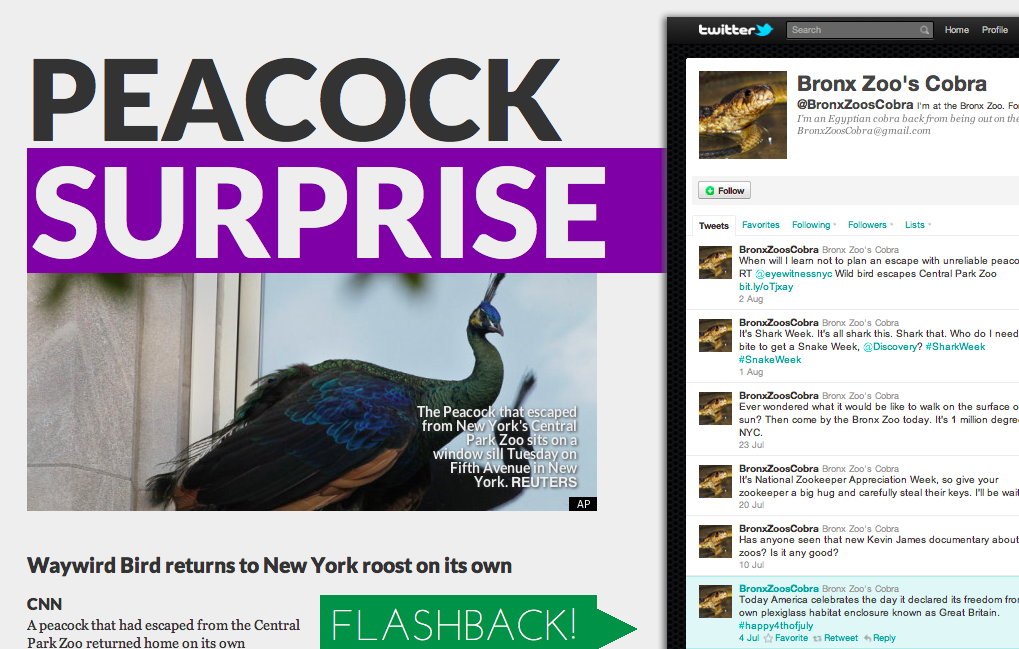 PEACOCK
SURPRISE
The Peacock that escaped
from New York's Central
Park Zoo sits on a
window sill Tuesday on
Fifth Avenue in New
York. REUTERS
AP
Waywird Bird returns to New York roost on its own
CNN
A peacock that had escaped from the Central
Park Zoo returned home on its own
FLASHBACK!
twitter
Search
Home Profile
Bronx Zoo's Cobra
@BronxZoosCobra I'm at the Bronx Zoo. Fo
I'm an Egyptian cobra back from being out on the
BronxZoosCobra@gmail.com
Follow
Tweets Favorites Following Followers Lists
BronxZoosCobra Bronx Zoo's Cobra
When will I learn not to plan an escape with unreliable peaco
RT @eyewitnessnyc Wild bird escapes Central Park Zoo
bit.ly/oTjxay
2 Aug
BronxZoosCobra Bronx Zoo's Cobra
It's Shark Week. It's all shark this. Shark that. Who do I need
bite to get a Snake Week, @Discovery? #SharkWeek
#SnakeWeek
1 Aug
BronxZoosCobra Bronx Zoo's Cobra
Ever wondered what it would be like to walk on the surface o
sun? Then come by the Bronx Zoo today. It's 1 million degre
NYC.
23 Jul
BronxZoosCobra Bronx Zoo's Cobra
It's National Zookeeper Appreciation Week, so give your
zookeeper a big hug and carefully steal their keys. I'll be wai
20 Jul
BronxZoosCobra Bronx Zoo's Cobra
Has anyone seen that new Kevin James documentary about
zoos? Is it any good?
10 Jul
BronxZoosCobra Bronx Zoo's Cobra
Today America celebrates the day it declared its freedom fro
own plexiglass habitat enclosure known as Great Britain.
#happy4thofjuly
4 Jul Favorite Retweet Reply